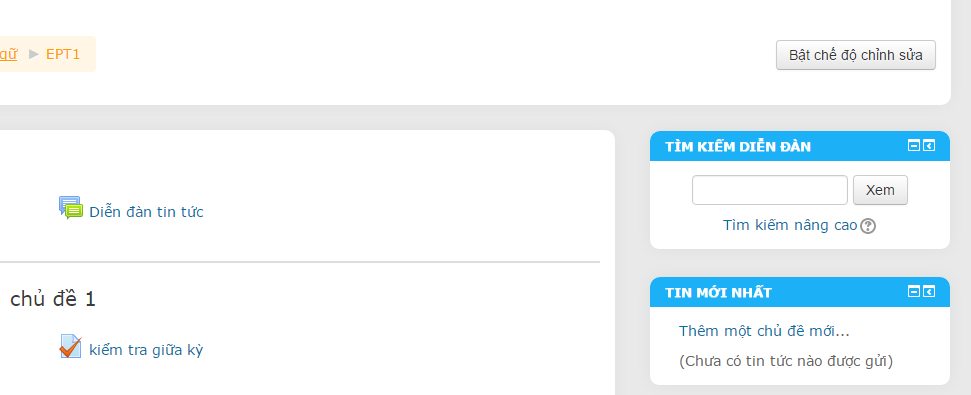 EPT1
Bật chế độ chỉnh sửa
TÌM KIẾM DIỄN ĐÀN
Xem
Tìm kiếm nâng cao
Diễn đàn tin tức
chủ đề 1
kiểm tra giữa kỳ
TIN MỚI NHẤT
Thêm một chủ đề mới...
(Chưa có tin tức nào được gửi)